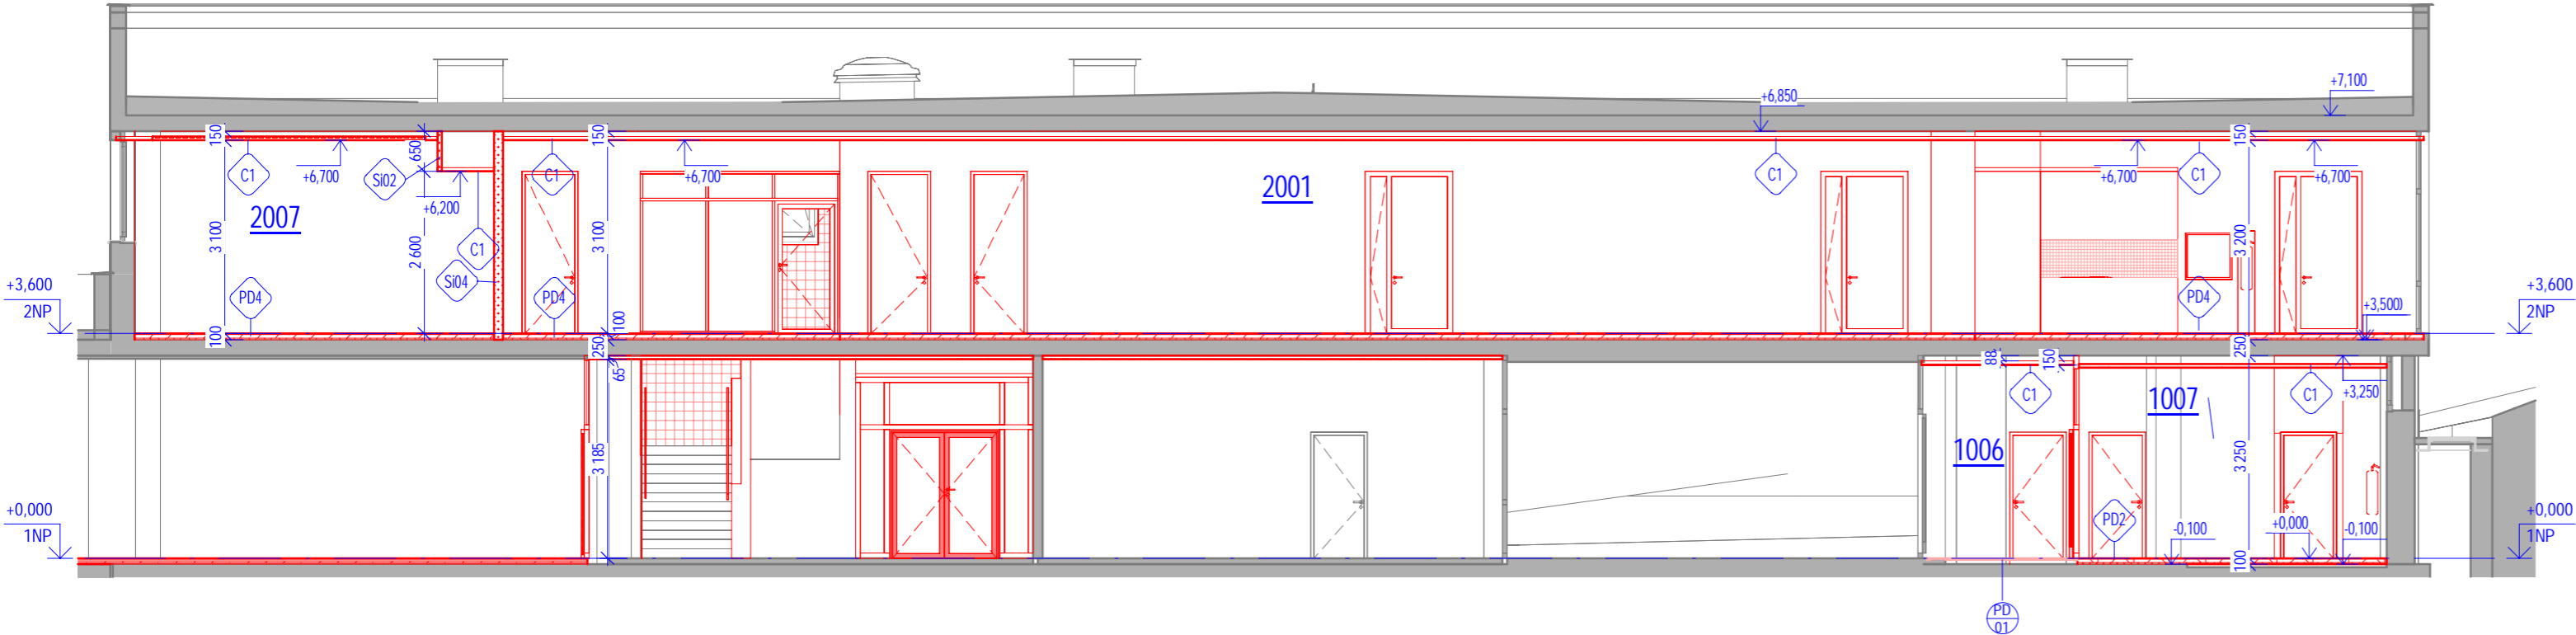 +7,100
+6,850
150
650
150
150
C1
+6,700
Si02
C1
+6,700
C1
+6,700
C1
+6,700
+6,200
2007
2001
3 100
2 600
C1
3 100
3 200
Si04
PD4
PD4
PD4
+3,600
2NP
+3,500
+3,600
2NP
100
100
250
65
250
88
150
C1
1007
C1
+3,250
1006
3 185
3 250
+0,000
1NP
PD2
-0,100
+0,000
-0,100
+0,000
1NP
100
PD
01